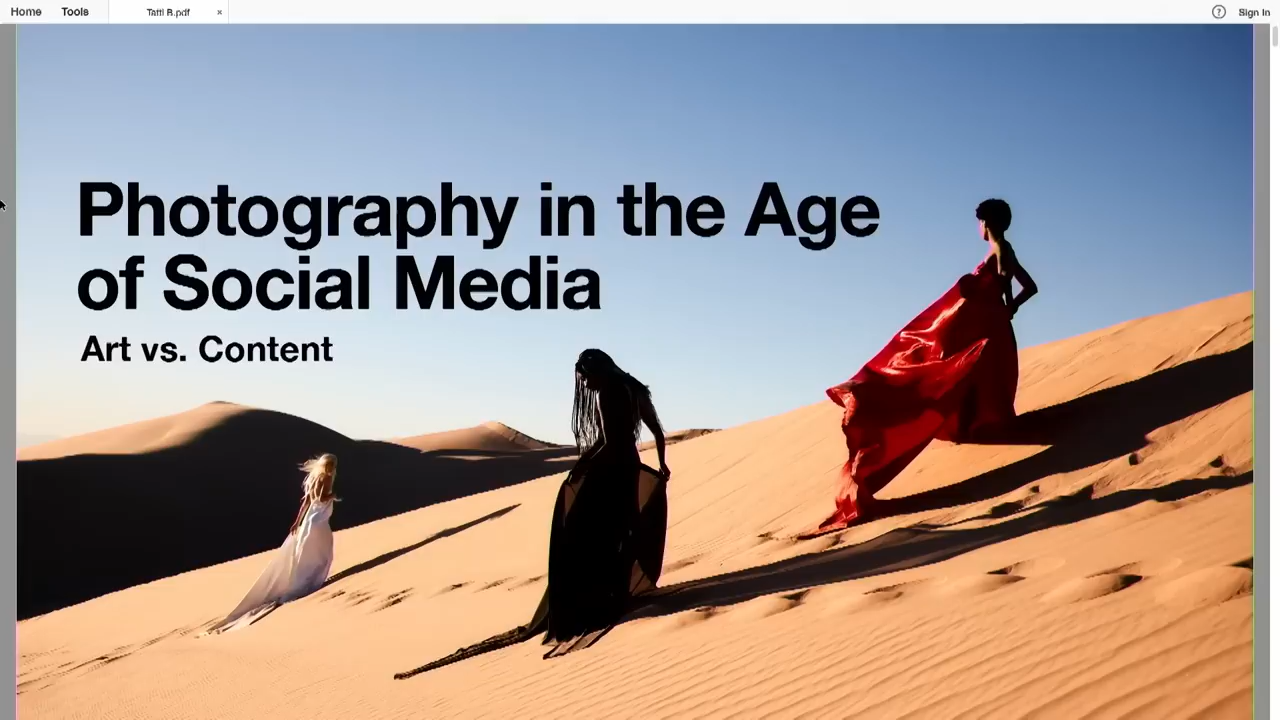 Home Tools Tatti B.pdf × ? Sign In
Photography in the Age
of Social Media
Art vs. Content